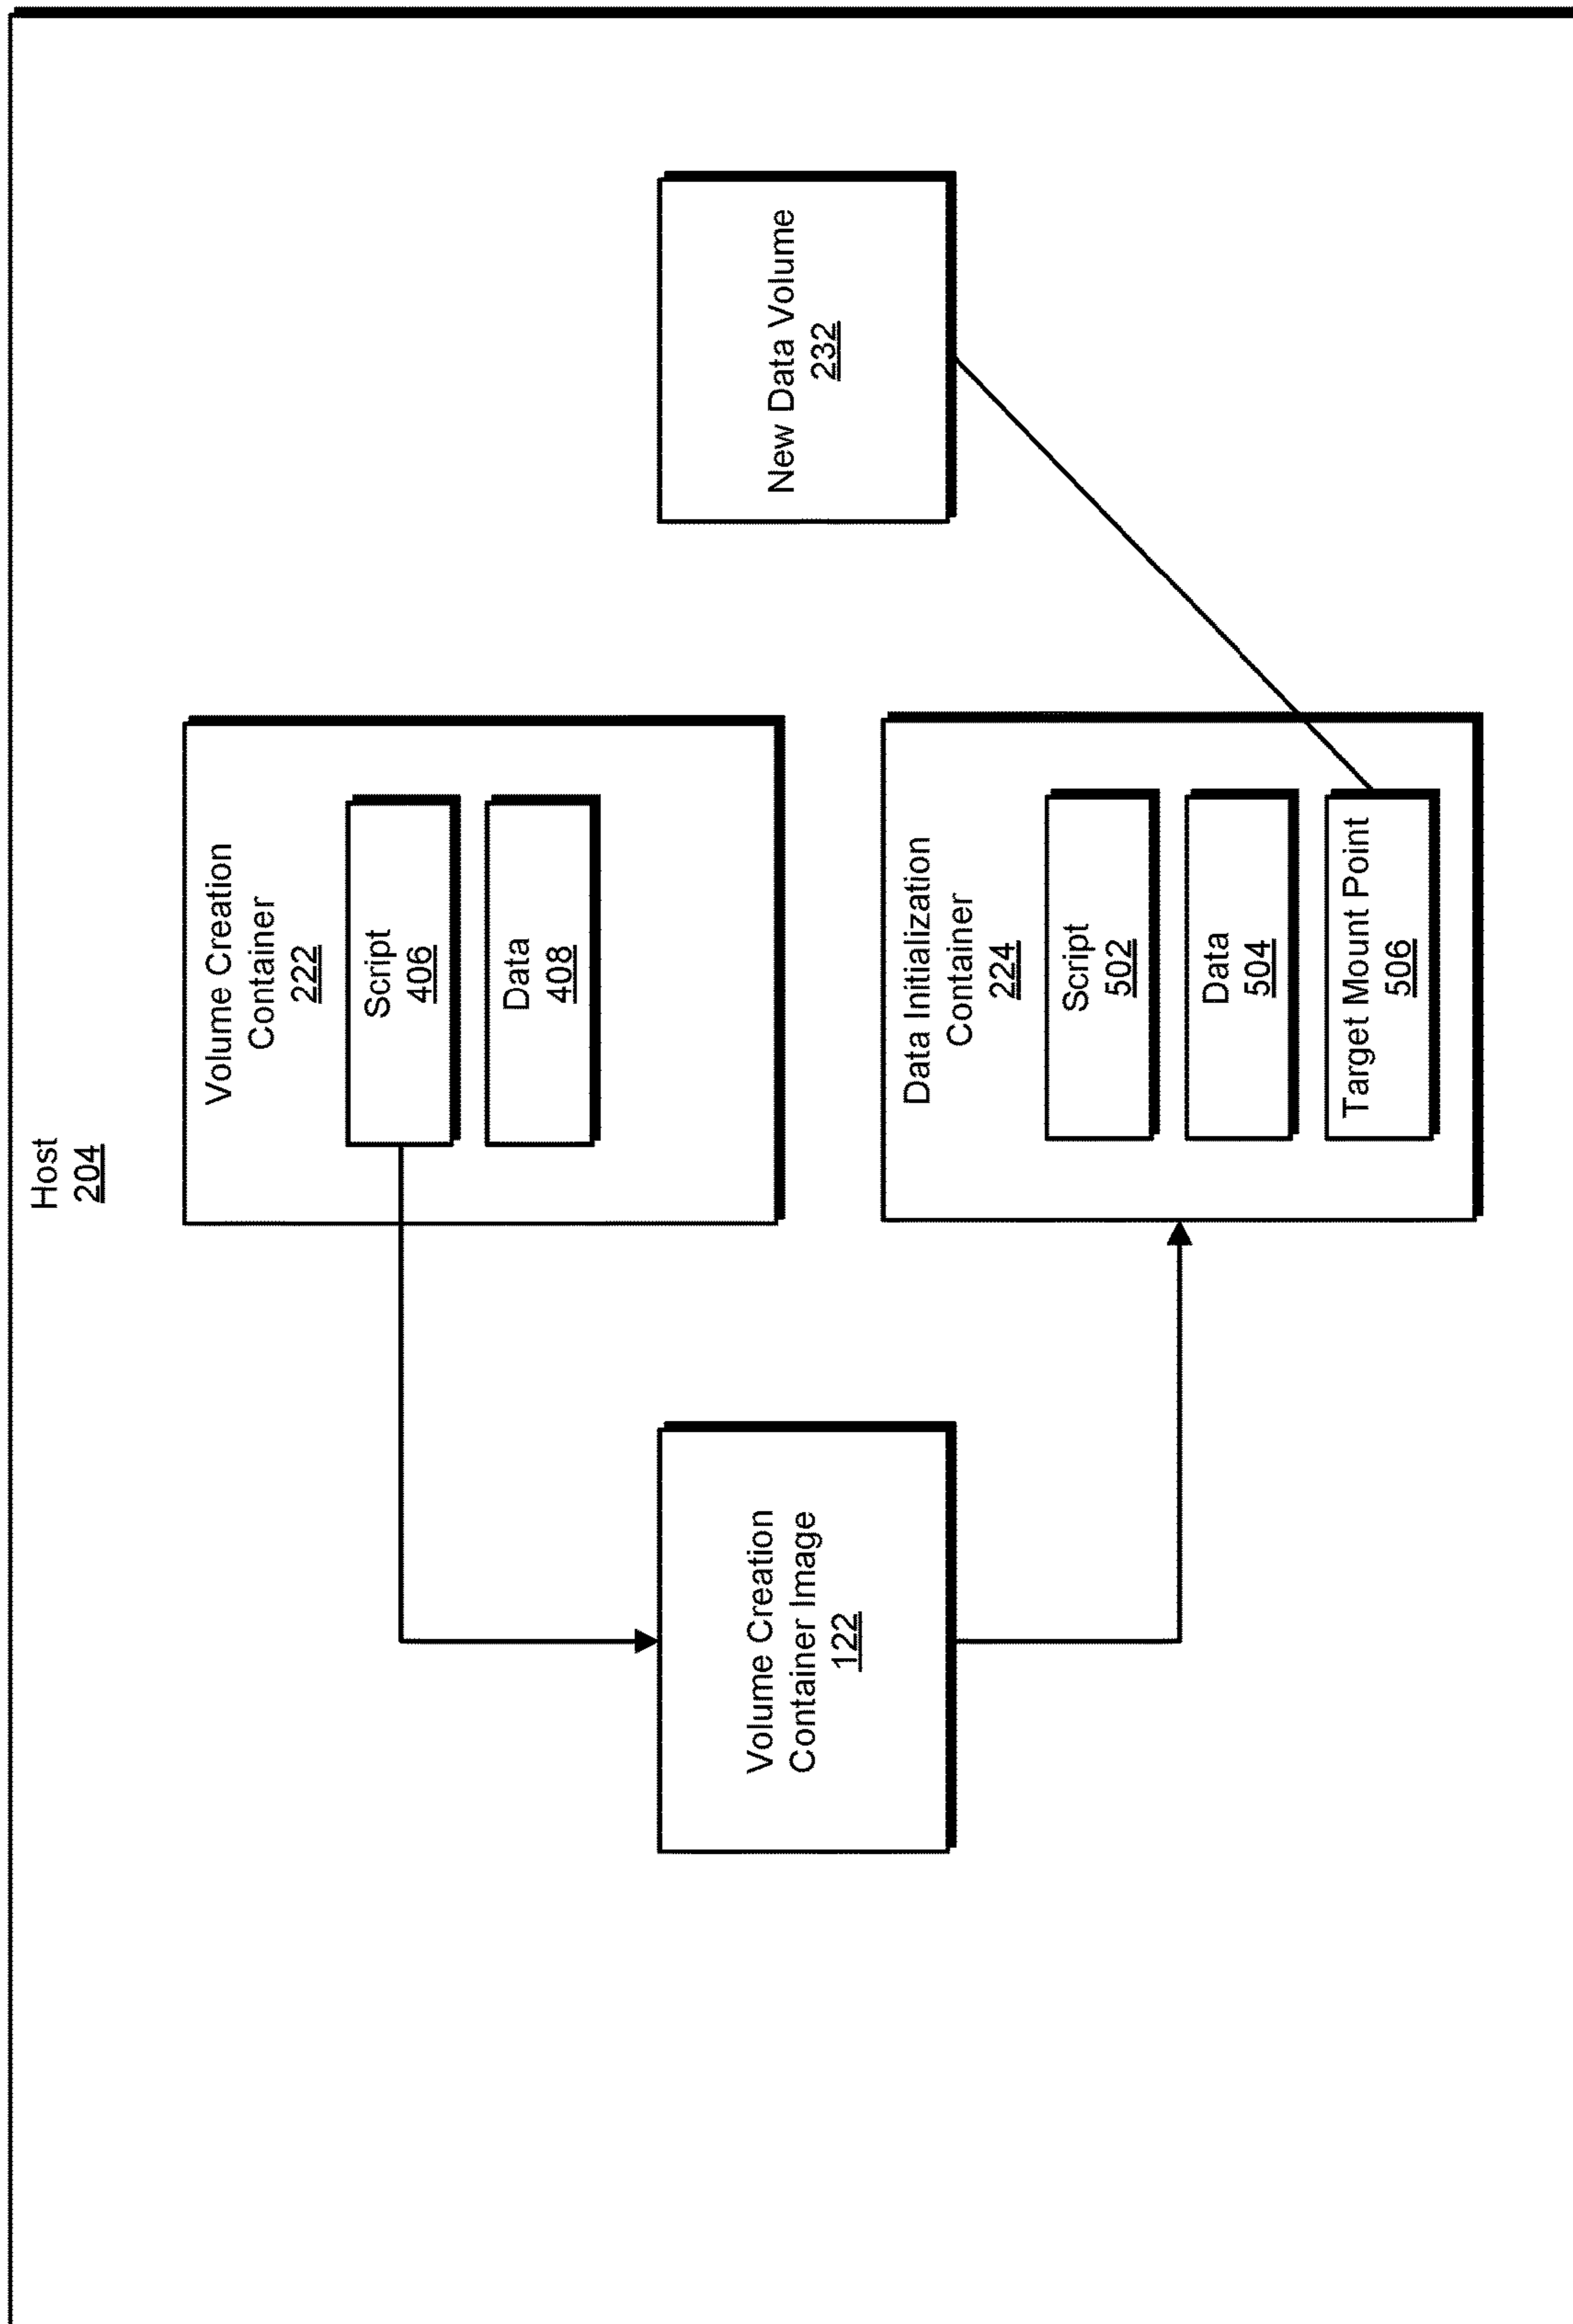 Host
204
Volume Creation
Container
222
Script
406
Data
408
Volume Creation
Container Image
122
New Data Volume
232
Data Initialization
Container
224
Script
502
Data
504
Target Mount Point
506